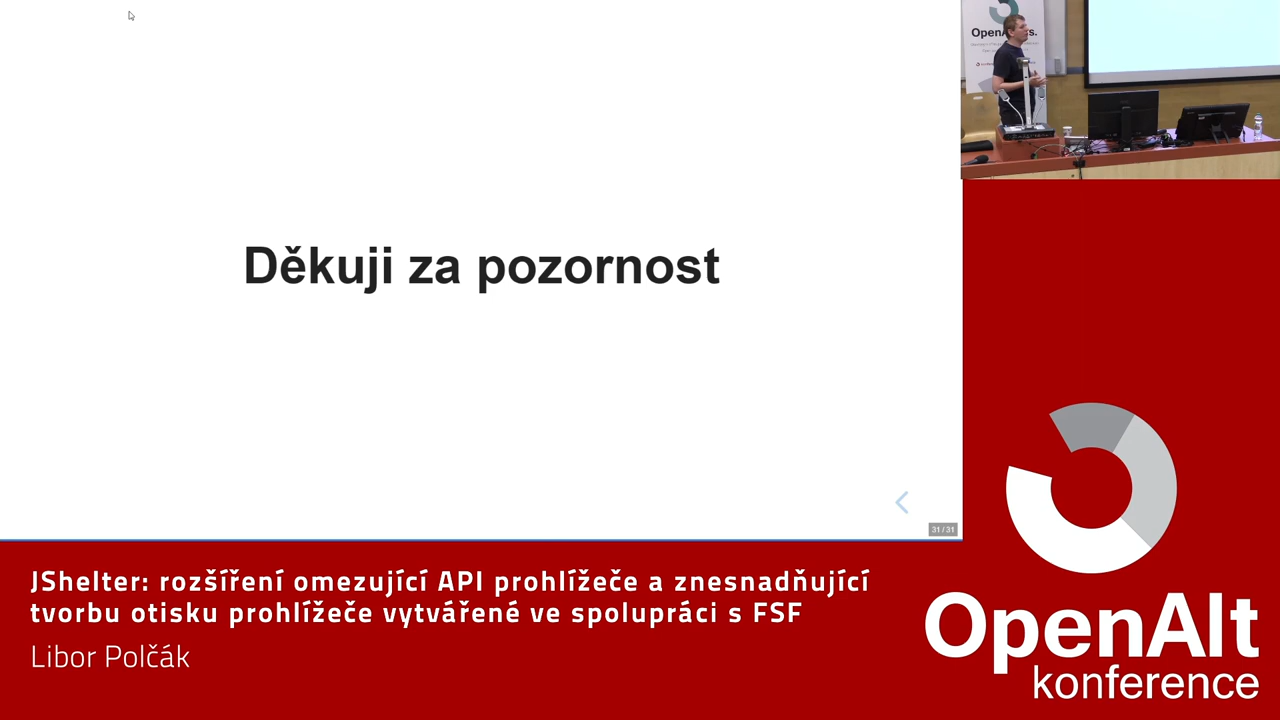 Děkuji za pozornost
31 / 31
JShelter: rozšíření omezující API prohlížeče a znesnadňující
tvorbu otisku prohlížeče vytvářené ve spolupráci s FSF
Libor Polčák
OpenAlt
konference